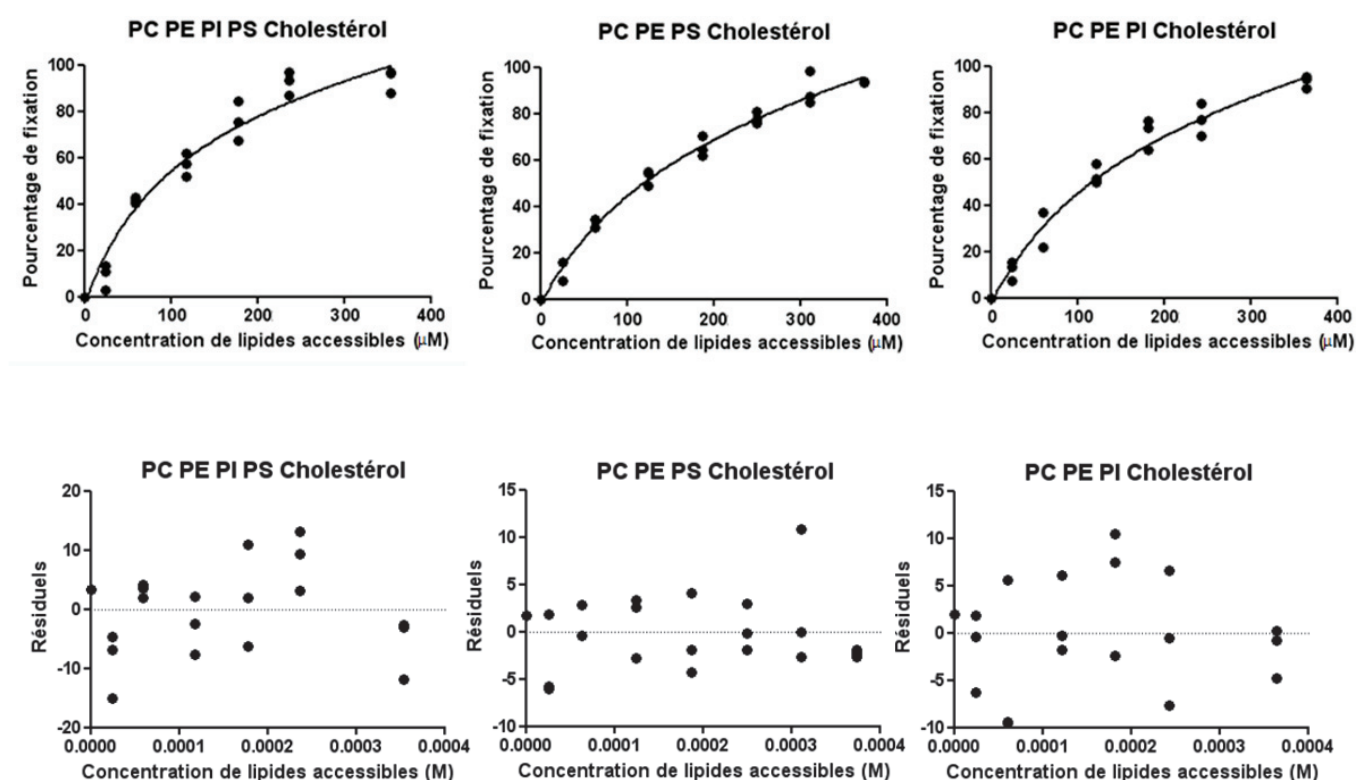 PC PE PI PS Cholestérol
100
80
60
40
20
0
0 100 200 300 400
Pourcentage de fixation
Concentration de lipides accessibles (μM)
PC PE PS Cholestérol
100
80
60
40
20
0
0 100 200 300 400
Pourcentage de fixation
Concentration de lipides accessibles (μM)
PC PE PI Cholestérol
100
80
60
40
20
0
0 100 200 300 400
Pourcentage de fixation
Concentration de lipides accessibles (μM)
PC PE PI PS Cholestérol
20
10
0
-10
-20
0.0000 0.0001 0.0002 0.0003 0.0004
Résiduels
Concentration de lipides accessibles (M)
PC PE PS Cholestérol
15
10
5
0
-5
-10
0.0000 0.0001 0.0002 0.0003 0.0004
Résiduels
Concentration de lipides accessibles (M)
PC PE PI Cholestérol
15
10
5
0
-5
-10
0.0000 0.0001 0.0002 0.0003 0.0004
Résiduels
Concentration de lipides accessibles (M)